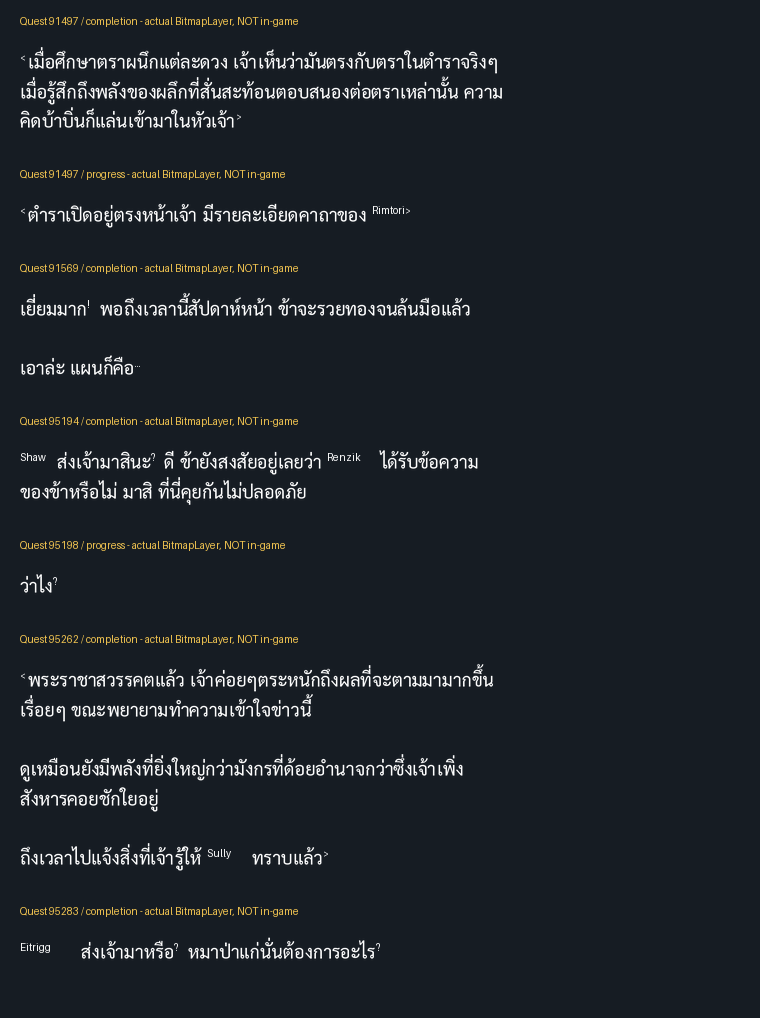 Quest 91497 / completion - actual BitmapLayer, NOT in-game
<เมื่อศึกษาตราผนึกแต่ละดวง เจ้าเห็นว่ามันตรงกับตราในตำราจริงๆ
เมื่อรู้สึกถึงพลังของผลึกที่สั่นสะท้อนตอบสนองต่อตราเหล่านั้น ความ
คิดบ้าบิ่นก็แล่นเข้ามาในหัวเจ้า>
Quest 91497 / progress - actual BitmapLayer, NOT in-game
<ตำราเปิดอยู่ตรงหน้าเจ้า มีรายละเอียดคาถาของ Rimtori>
Quest 91569 / completion - actual BitmapLayer, NOT in-game
เยี่ยมมาก! พอถึงเวลานี้สัปดาห์หน้า ข้าจะรวยทองจนล้นมือแล้ว
เอาล่ะ แผนก็คือ...
Quest 95194 / completion - actual BitmapLayer, NOT in-game
Shaw ส่งเจ้ามาสินะ? ดี ข้ายังสงสัยอยู่เลยว่า Renzik ได้รับข้อความ
ของข้าหรือไม่ มาสิ ที่นี่คุยกันไม่ปลอดภัย
Quest 95198 / progress - actual BitmapLayer, NOT in-game
ว่าไง?
Quest 95262 / completion - actual BitmapLayer, NOT in-game
<พระราชาสวรรคตแล้ว เจ้าค่อยๆตระหนักถึงผลที่จะตามมามากขึ้น
เรื่อยๆ ขณะพยายามทำความเข้าใจข่าวนี้
ดูเหมือนยังมีพลังที่ยิ่งใหญ่กว่ามังกรที่ด้อยอำนาจกว่าซึ่งเจ้าเพิ่ง
สังหารคอยชักใยอยู่
ถึงเวลาไปแจ้งสิ่งที่เจ้ารู้ให้ Sully ทราบแล้ว>
Quest 95283 / completion - actual BitmapLayer, NOT in-game
Eitrigg ส่งเจ้ามาหรือ? หมาป่าแก่นั่นต้องการอะไร?